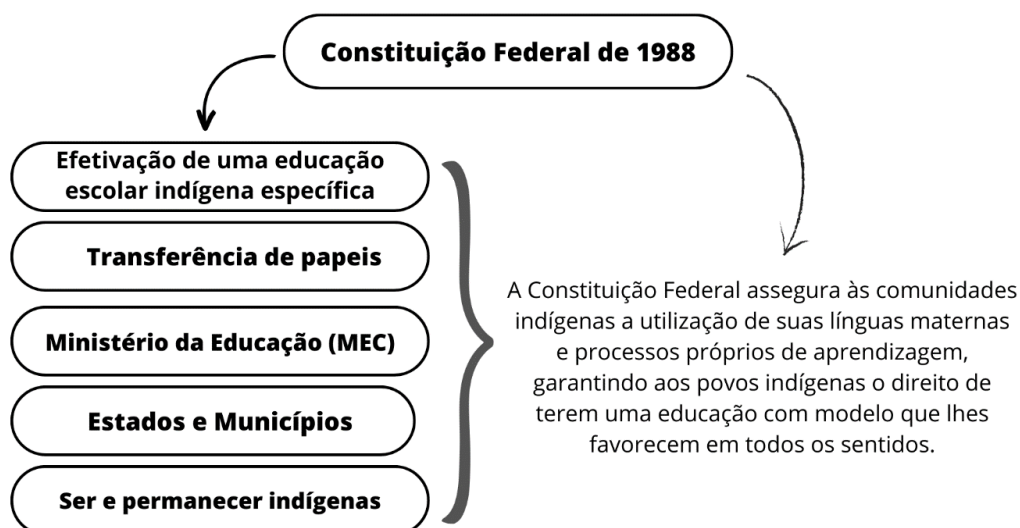 Constituição Federal de 1988
Efetivação de uma educação
escolar indígena específica
Transferência de papeis
Ministério da Educação (MEC)
Estados e Municípios
Ser e permanecer indígenas
A Constituição Federal assegura às comunidades
indígenas a utilização de suas línguas maternas
e processos próprios de aprendizagem,
garantindo aos povos indígenas o direito de
terem uma educação com modelo que lhes
favorecem em todos os sentidos.